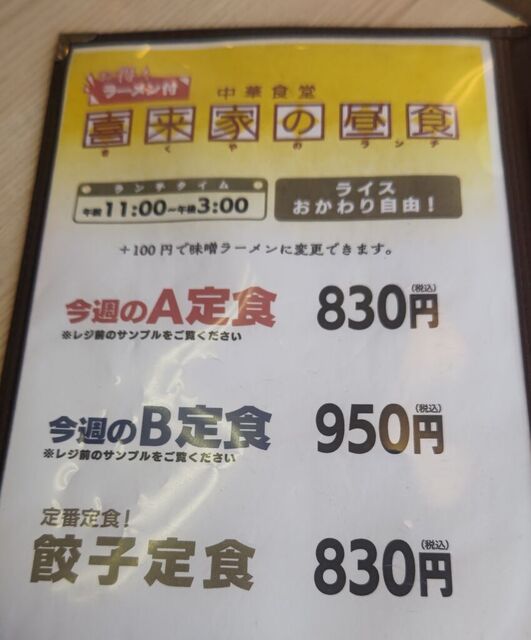 ラーメン付
中華食堂
喜来家の昼食
きくやのランチ
ランチタイム
午前11:00〜午後3:00
ライス
おかわり自由！
＋100円で味噌ラーメンに変更できます。
今週のA定食 830円(税込)
※レジ前のサンプルをご覧ください
今週のB定食 950円(税込)
※レジ前のサンプルをご覧ください
定番定食！
餃子定食 830円(税込)